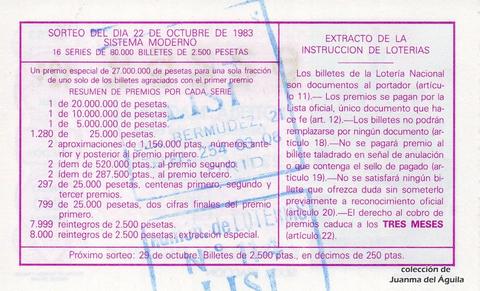 SORTEO DEL DIA 22 DE OCTUBRE DE 1983
SISTEMA MODERNO
16 SERIES DE 80.000 BILLETES DE 2.500 PESETAS
Un premio especial de 27.000.000 de pesetas para una sola fracción
de uno solo de los billetes agraciados con el primer premio
RESUMEN DE PREMIOS POR CADA SERIE
1 de 20.000.000 de pesetas.
1 de 10.000.000 de pesetas.
1 de 5.000.000 de pesetas.
1.280 de 25.000 pesetas.
2 aproximaciones de 1.150.000 ptas., números ante-
rior y posterior al premio primero.
2 ídem de 520.000 ptas., al premio segundo.
2 ídem de 287.500 ptas., al premio tercero.
297 de 25.000 pesetas, centenas primero, segundo y
tercer premios.
799 de 25.000 pesetas, dos cifras finales del premio
primero.
7.999 reintegros de 2.500 pesetas.
8.000 reintegros de 2.500 pesetas, extracción especial.
EXTRACTO DE LA
INSTRUCCION DE LOTERIAS
Los billetes de la Lotería Nacional
son documentos al portador (artícu-
lo 11).— Los premios se pagan por la
Lista oficial, único documento que ha-
ce fe (art. 12).—Los billetes no podrán
reemplazarse por ningún documento (ar-
tículo 18).—No se pagará premio al
billete taladrado en señal de anulación
o que contenga el sello de pagado (ar-
tículo 19).—No se satisfará ningún bi-
llete que ofrezca duda sin someterlo
previamente a reconocimiento oficial
(artículo 20).—El derecho al cobro de
premios caduca a los TRES MESES
(artículo 22).
Próximo sorteo: 29 de octubre. Billetes de 2.500 ptas., en décimos de 250 ptas.
LISI
BERMUDEZ, 21
LISI
colección de
Juanma del Águila